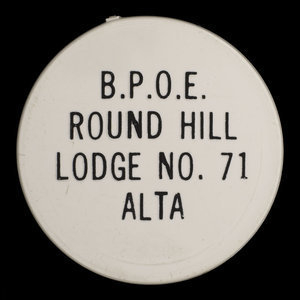 B.P.O.E.
ROUND HILL
LODGE NO. 71
ALTA